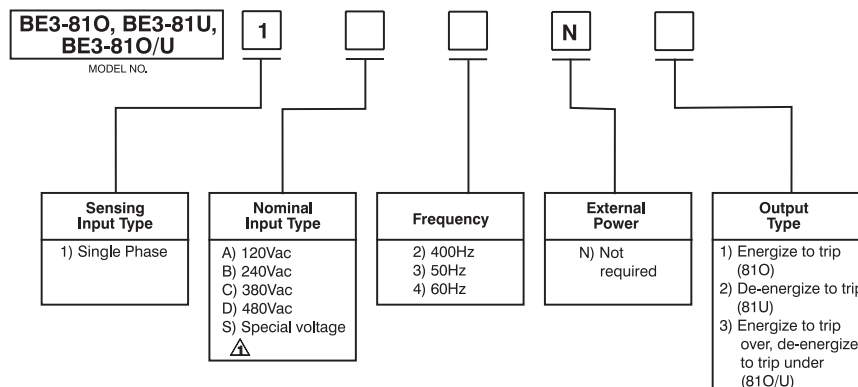 BE3-81O, BE3-81U,
BE3-81O/U
1
N
MODEL NO.
Sensing
Input Type
1) Single Phase
Nominal
Input Type
A) 120Vac
B) 240Vac
C) 380Vac
D) 480Vac
S) Special voltage
1
Frequency
2) 400Hz
3) 50Hz
4) 60Hz
External
Power
N) Not
required
Output
Type
1) Energize to trip
(81O)
2) De-energize to trip
(81U)
3) Energize to trip
over, de-energize
to trip under
(81O/U)